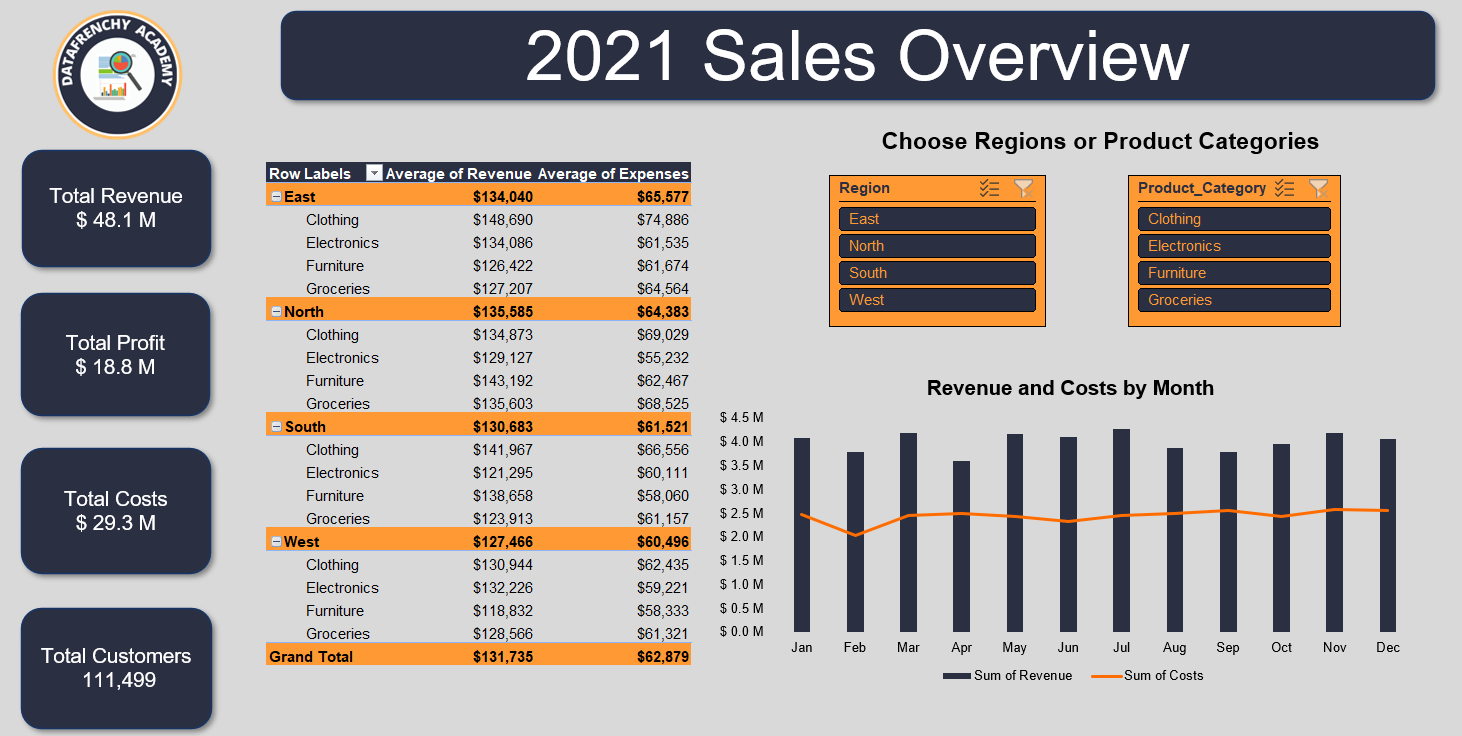 DATAFRENCHY ACADEMY
2021 Sales Overview
Total Revenue
$ 48.1 M
Total Profit
$ 18.8 M
Total Costs
$ 29.3 M
Total Customers
111,499
Row Labels Average of Revenue Average of Expenses
East $134,040 $65,577
Clothing $148,690 $74,886
Electronics $134,086 $61,535
Furniture $126,422 $61,674
Groceries $127,207 $64,564
North $135,585 $64,383
Clothing $134,873 $69,029
Electronics $129,127 $55,232
Furniture $143,192 $62,467
Groceries $135,603 $68,525
South $130,683 $61,521
Clothing $141,967 $66,556
Electronics $121,295 $60,111
Furniture $138,658 $58,060
Groceries $123,913 $61,157
West $127,466 $60,496
Clothing $130,944 $62,435
Electronics $132,226 $59,221
Furniture $118,832 $58,333
Groceries $128,566 $61,321
Grand Total $131,735 $62,879
Choose Regions or Product Categories
Region
East
North
South
West
Product_Category
Clothing
Electronics
Furniture
Groceries
Revenue and Costs by Month
$ 4.5 M
$ 4.0 M
$ 3.5 M
$ 3.0 M
$ 2.5 M
$ 2.0 M
$ 1.5 M
$ 1.0 M
$ 0.5 M
$ 0.0 M
Jan Feb Mar Apr May Jun Jul Aug Sep Oct Nov Dec
Sum of Revenue Sum of Costs